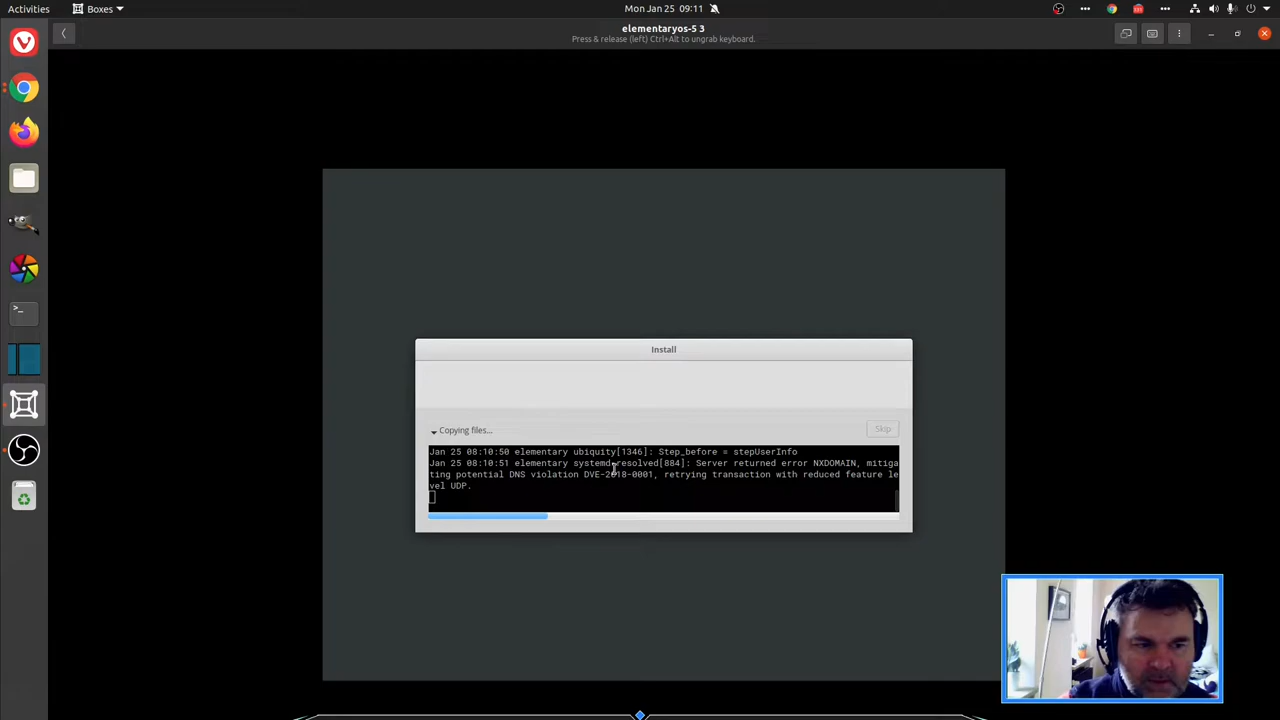 Activities
Boxes
Mon Jan 25 09:11
elementaryos-5 3
Press & release (left) Ctrl+Alt to ungrab keyboard.
Install
Copying files...
Skip
Jan 25 08:10:50 elementary ubiquity[1346]: Step_before = stepUserInfo
Jan 25 08:10:51 elementary systemd-resolved[884]: Server returned error NXDOMAIN, mitiga
ting potential DNS violation DVE-2018-0001, retrying transaction with reduced feature le
vel UDP.